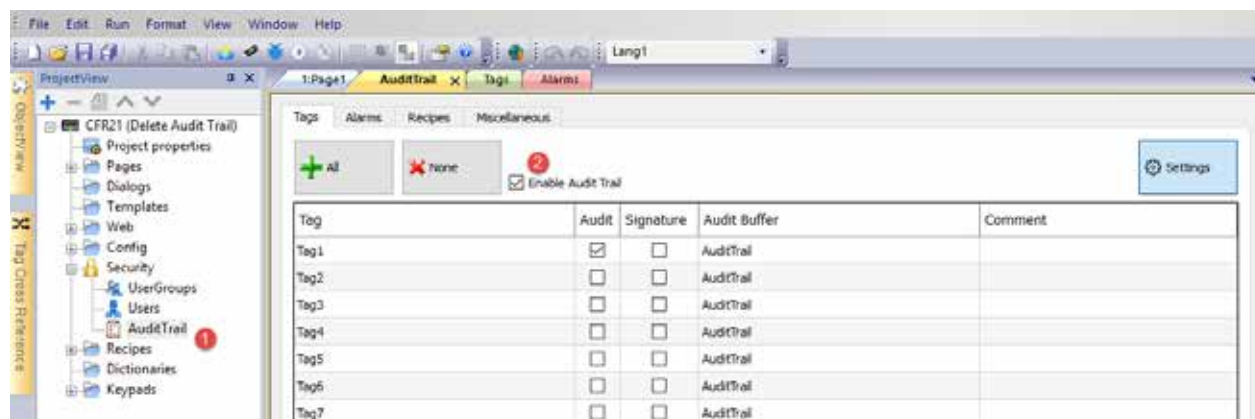 File Edit Run Format View Window Help
Lang1
ProjectView
1:Page1 AuditTrail x Tags Alarms
ObjectView
Tag Cross Reference
CFR21 (Delete Audit Trail)
Project properties
Pages
Dialogs
Templates
Web
Config
Security
UserGroups
Users
AuditTrail 1
Recipes
Dictionaries
Keypads
Tags Alarms Recipes Miscellaneous
All None 2 Enable Audit Trail Settings
Tag Audit Signature Audit Buffer Comment
Tag1 AuditTrail
Tag2 AuditTrail
Tag3 AuditTrail
Tag4 AuditTrail
Tag5 AuditTrail
Tag6 AuditTrail
Tag7 AuditTrail